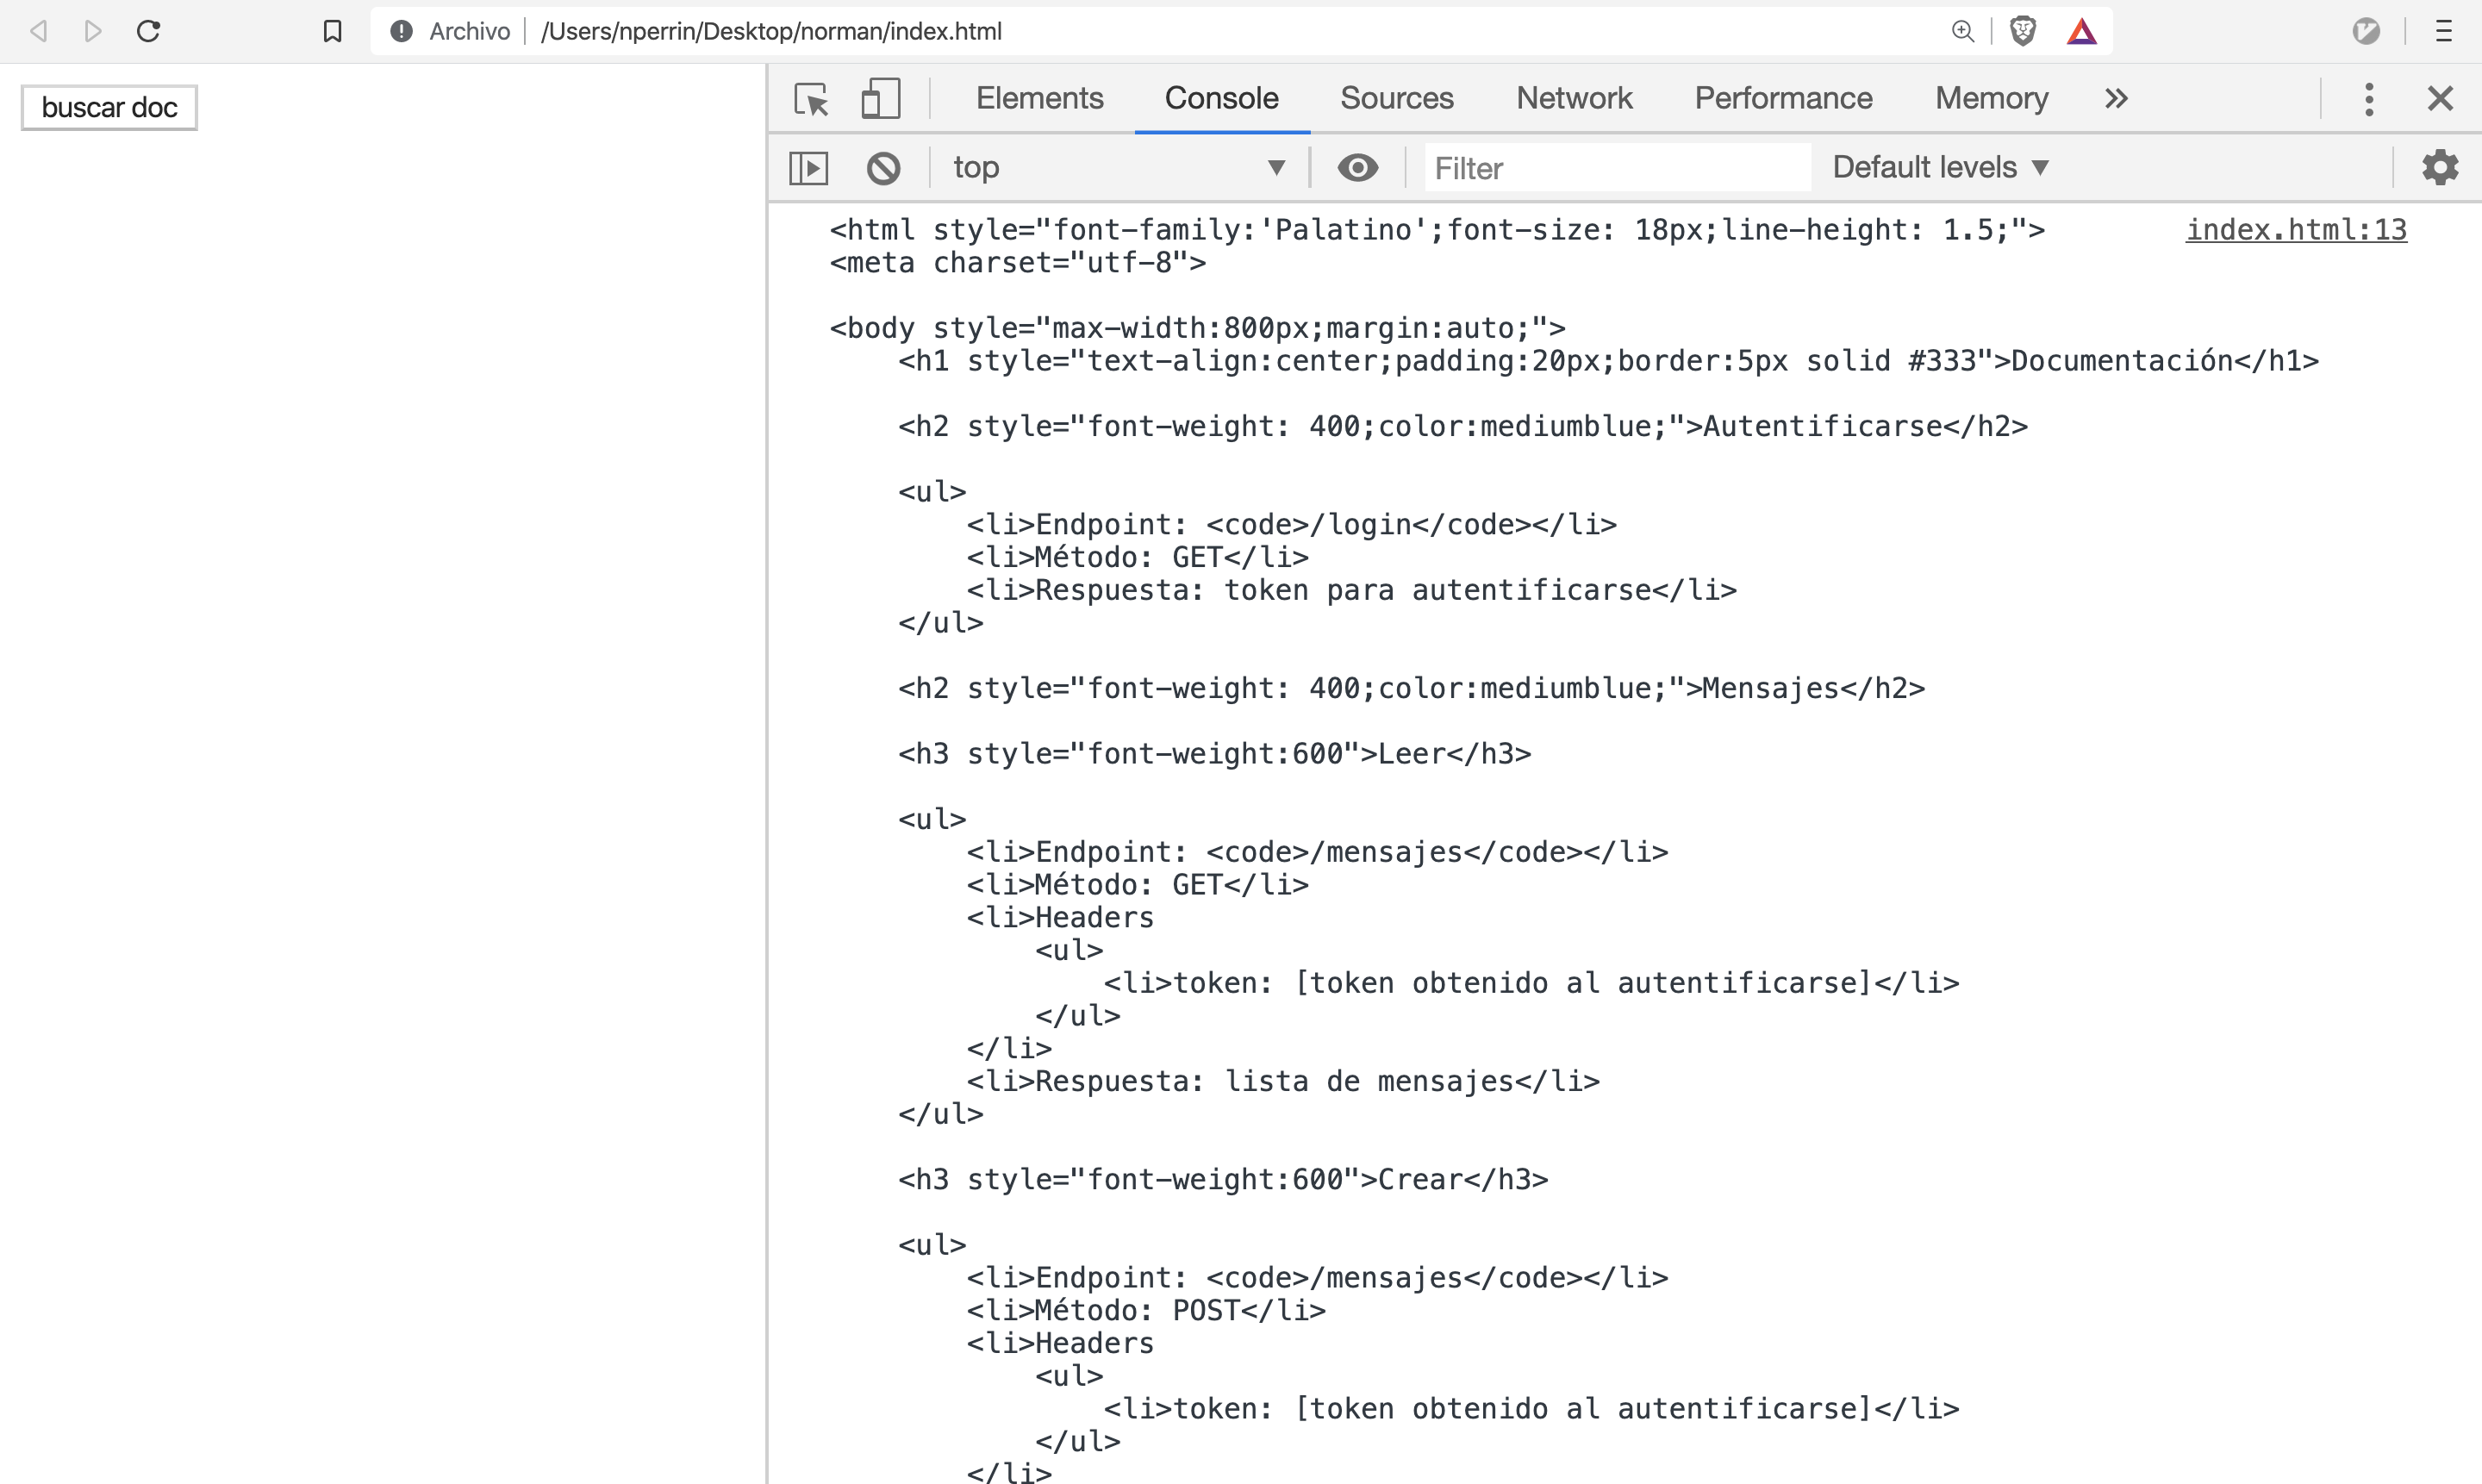 Archivo /Users/nperrin/Desktop/norman/index.html
buscar doc
Elements Console Sources Network Performance Memory
top Filter Default levels
<html style="font-family:'Palatino';font-size: 18px;line-height: 1.5;"> index.html:13
<meta charset="utf-8">
<body style="max-width:800px;margin:auto;">
<h1 style="text-align:center;padding:20px;border:5px solid #333">Documentación</h1>
<h2 style="font-weight: 400;color:mediumblue;">Autentificarse</h2>
<ul>
<li>Endpoint: <code>/login</code></li>
<li>Método: GET</li>
<li>Respuesta: token para autentificarse</li>
</ul>
<h2 style="font-weight: 400;color:mediumblue;">Mensajes</h2>
<h3 style="font-weight:600">Leer</h3>
<ul>
<li>Endpoint: <code>/mensajes</code></li>
<li>Método: GET</li>
<li>Headers
<ul>
<li>token: [token obtenido al autentificarse]</li>
</ul>
</li>
<li>Respuesta: lista de mensajes</li>
</ul>
<h3 style="font-weight:600">Crear</h3>
<ul>
<li>Endpoint: <code>/mensajes</code></li>
<li>Método: POST</li>
<li>Headers
<ul>
<li>token: [token obtenido al autentificarse]</li>
</ul>
</li>